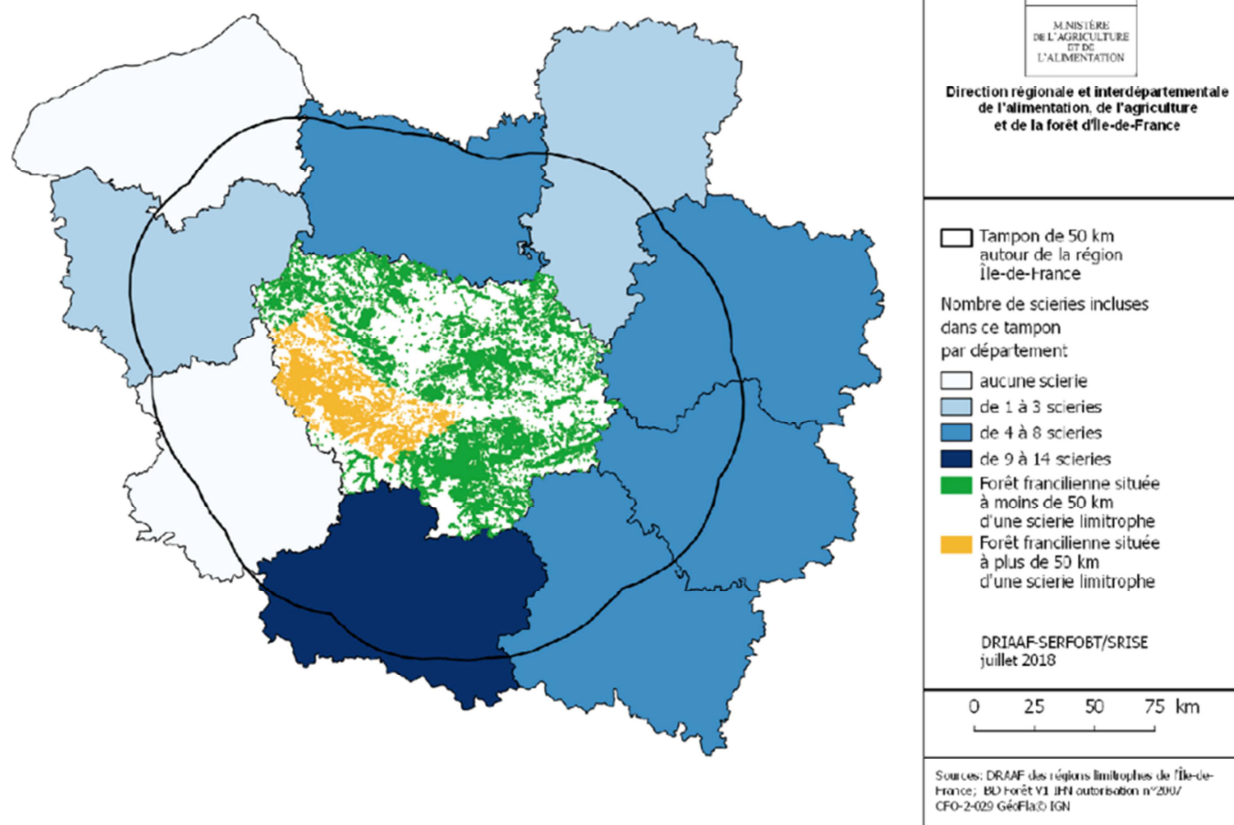 MINISTÈRE
DE L'AGRICULTURE
ET DE
L'ALIMENTATION
Direction régionale et interdépartementale
de l'alimentation, de l'agriculture
et de la forêt d'Île-de-France
Tampon de 50 km
autour de la région
Île-de-France
Nombre de scieries incluses
dans ce tampon
par département
aucune scierie
de 1 à 3 scieries
de 4 à 8 scieries
de 9 à 14 scieries
Forêt francilienne située
à moins de 50 km
d'une scierie limitrophe
Forêt francilienne située
à plus de 50 km
d'une scierie limitrophe
DRIAAF-SERFOBT/SRISE
juillet 2018
0 25 50 75 km
Sources: DRAAF des régions limitrophes de l'Île-de-
France; BD Forêt V1 IFN autorisation n°2007
CFO-2-029 GéoFla© IGN